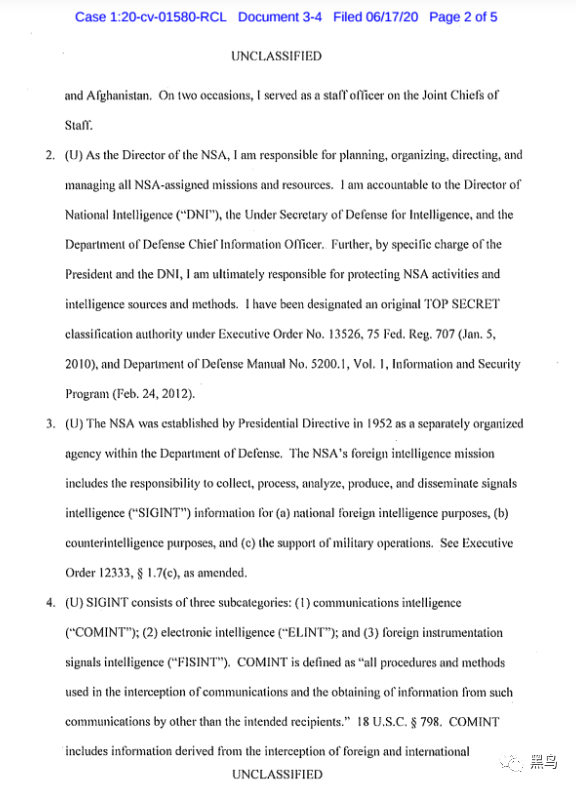 Case 1:20-cv-01580-RCL Document 3-4 Filed 06/17/20 Page 2 of 5
UNCLASSIFIED
and Afghanistan. On two occasions, I served as a staff officer on the Joint Chiefs of
Staff.
2. (U) As the Director of the NSA, I am responsible for planning, organizing, directing, and
managing all NSA-assigned missions and resources. I am accountable to the Director of
National Intelligence (“DNI”), the Under Secretary of Defense for Intelligence, and the
Department of Defense Chief Information Officer. Further, by specific charge of the
President and the DNI, I am ultimately responsible for protecting NSA activities and
intelligence sources and methods. I have been designated an original TOP SECRET
classification authority under Executive Order No. 13526, 75 Fed. Reg. 707 (Jan. 5,
2010), and Department of Defense Manual No. 5200.1, Vol. 1, Information and Security
Program (Feb. 24, 2012).
3. (U) The NSA was established by Presidential Directive in 1952 as a separately organized
agency within the Department of Defense. The NSA’s foreign intelligence mission
includes the responsibility to collect, process, analyze, produce, and disseminate signals
intelligence (“SIGINT”) information for (a) national foreign intelligence purposes, (b)
counterintelligence purposes, and (c) the support of military operations. See Executive
Order 12333, § 1.7(c), as amended.
4. (U) SIGINT consists of three subcategories: (1) communications intelligence
(“COMINT”); (2) electronic intelligence (“ELINT”); and (3) foreign instrumentation
signals intelligence (“FISINT”). COMINT is defined as “all procedures and methods
used in the interception of communications and the obtaining of information from such
communications by other than the intended recipients.” 18 U.S.C. § 798. COMINT
includes information derived from the interception of foreign and international
UNCLASSIFIED
黑鸟